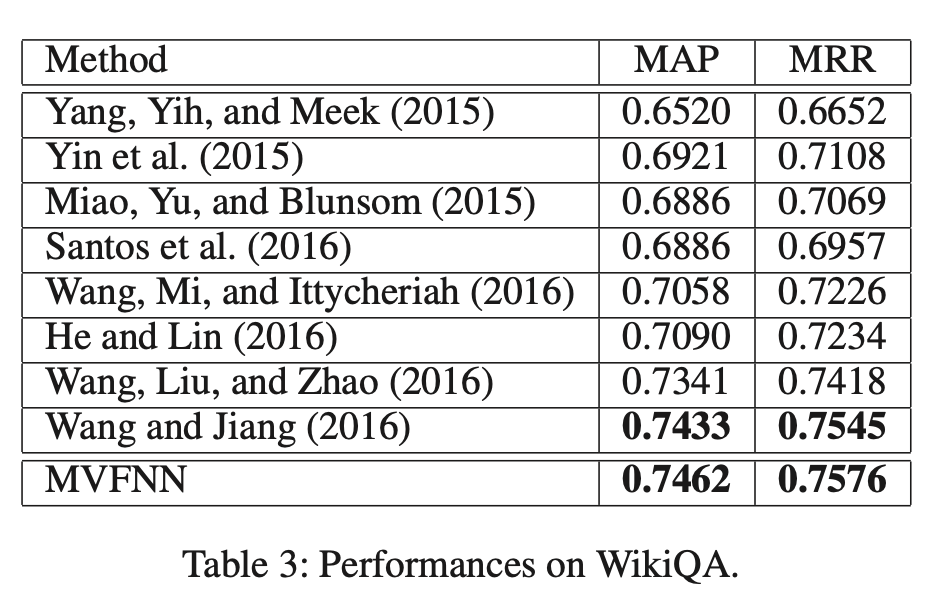 Method MAP MRR
Yang, Yih, and Meek (2015) 0.6520 0.6652
Yin et al. (2015) 0.6921 0.7108
Miao, Yu, and Blunsom (2015) 0.6886 0.7069
Santos et al. (2016) 0.6886 0.6957
Wang, Mi, and Ittycheriah (2016) 0.7058 0.7226
He and Lin (2016) 0.7090 0.7234
Wang, Liu, and Zhao (2016) 0.7341 0.7418
Wang and Jiang (2016) 0.7433 0.7545
MVFNN 0.7462 0.7576
Table 3: Performances on WikiQA.